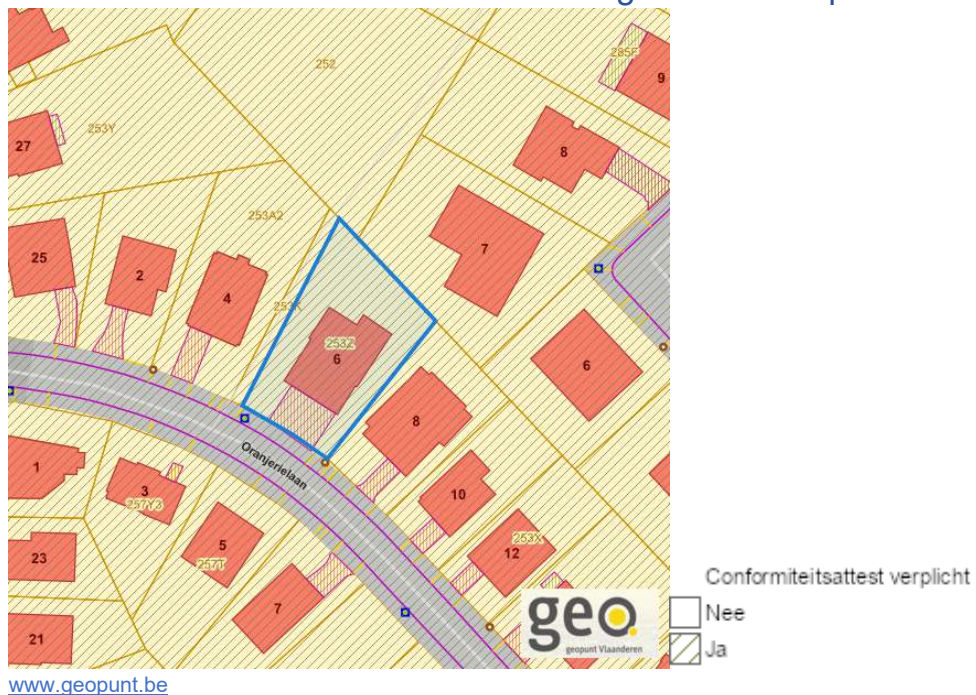 252
285F
9
253Y
27
8
253A2
7
25
2
4
253K
253Z
6
6
8
Oranjerielaan
1
3
257Y3
10
5
257T
253X
12
23
7
21
geo
geopunt Vlaanderen
Conformiteitsattest verplicht
Nee
Ja
www.geopunt.be